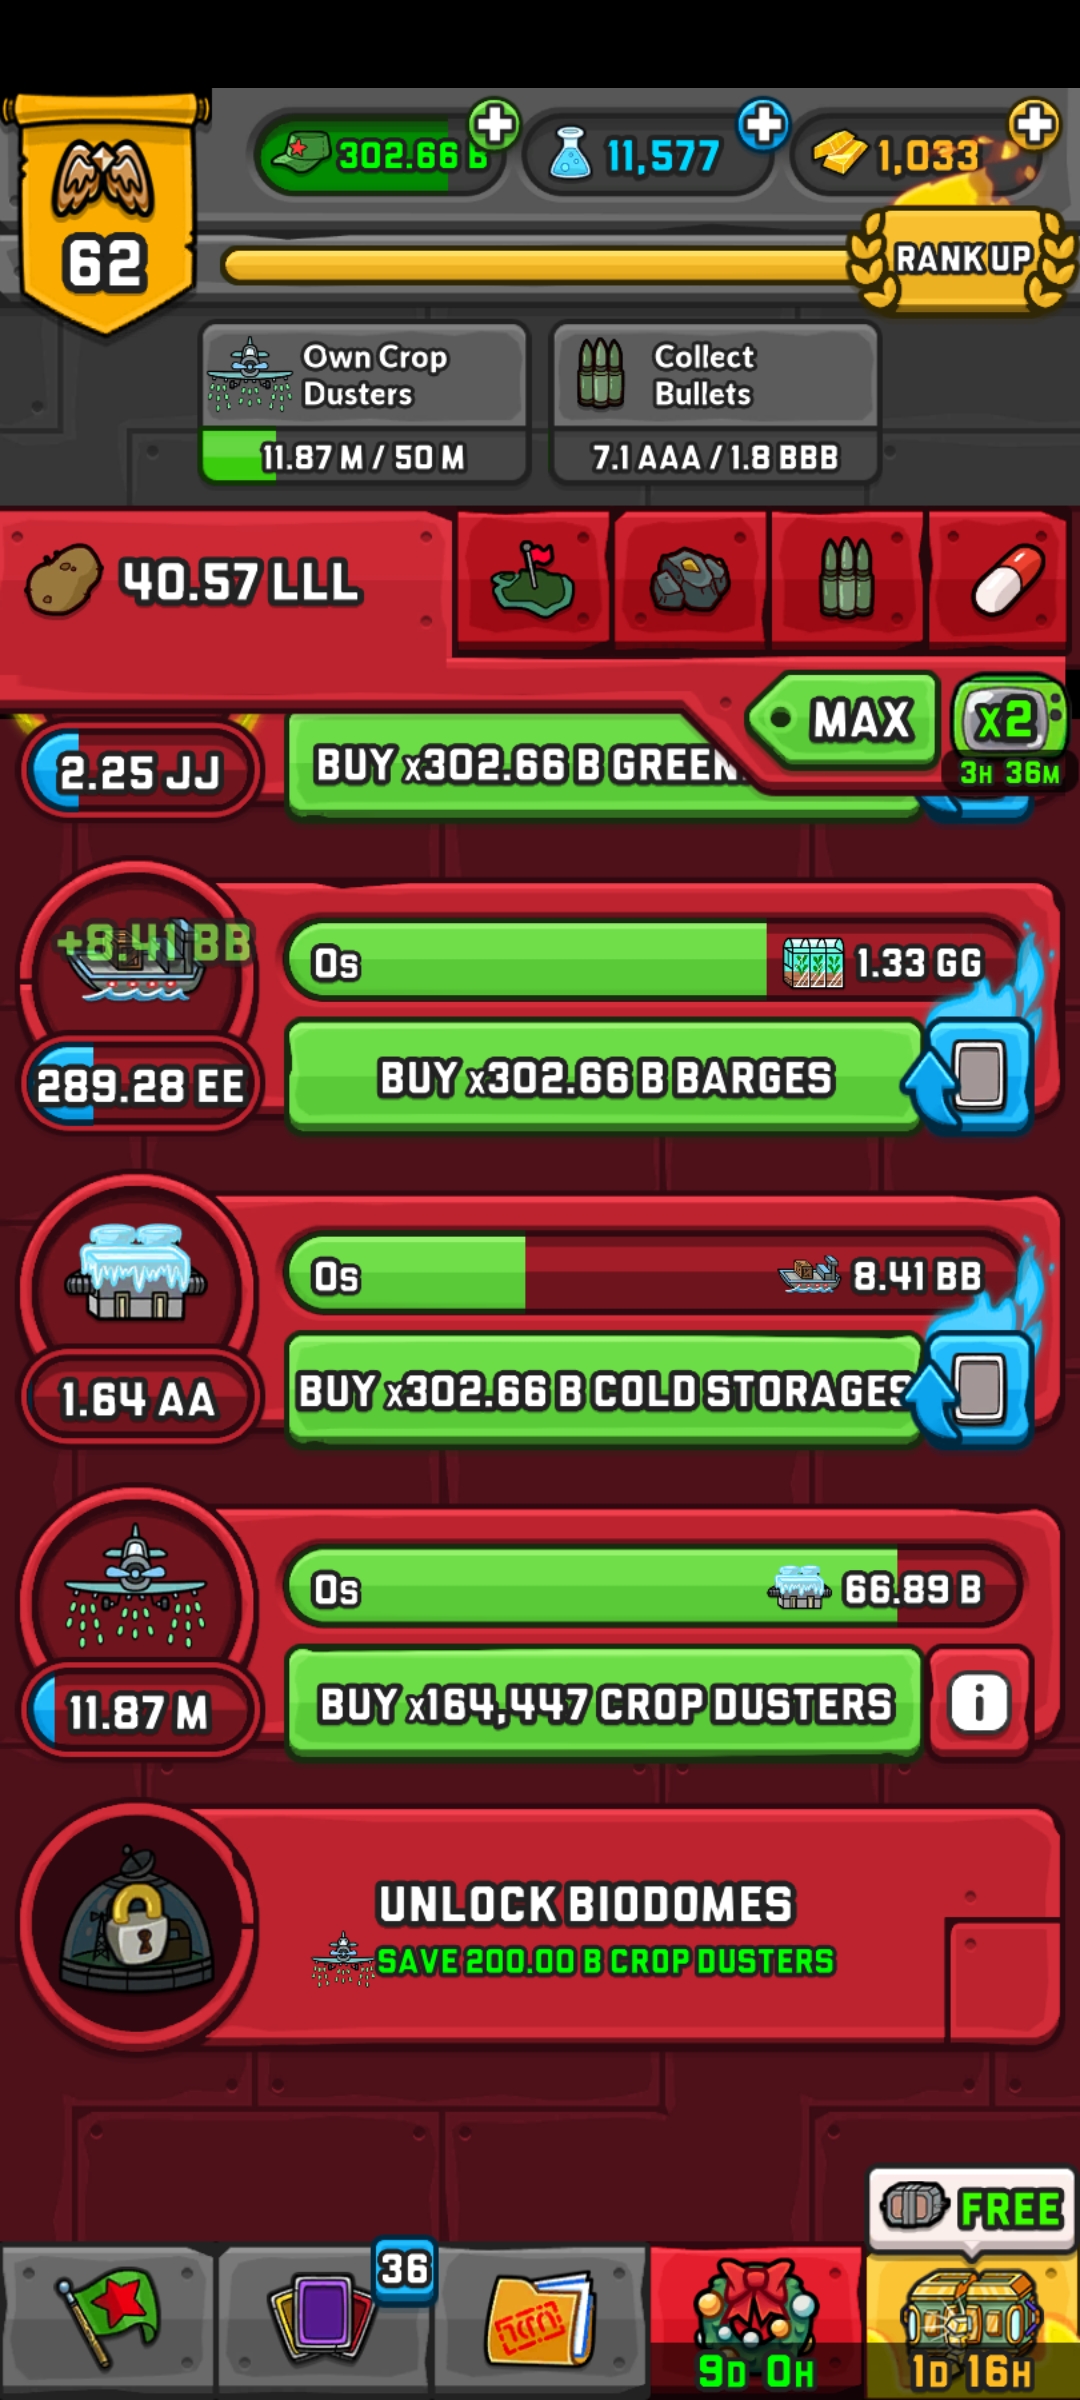 302.66 B
11,577
1,033
62
RANK UP
Own Crop
Dusters
11.87 M / 50 M
Collect
Bullets
7.1 AAA / 1.8 BBB
40.57 LLL
MAX
x2
3H 36M
2.25 JJ
BUY x302.66 B GREEN
+8.41 BB
0s
1.33 GG
289.28 EE
BUY x302.66 B BARGES
0s
8.41 BB
1.64 AA
BUY x302.66 B COLD STORAGES
0s
66.89 B
11.87 M
BUY x164,447 CROP DUSTERS
i
UNLOCK BIODOMES
SAVE 200.00 B CROP DUSTERS
FREE
36
9D 0H
1D 16H